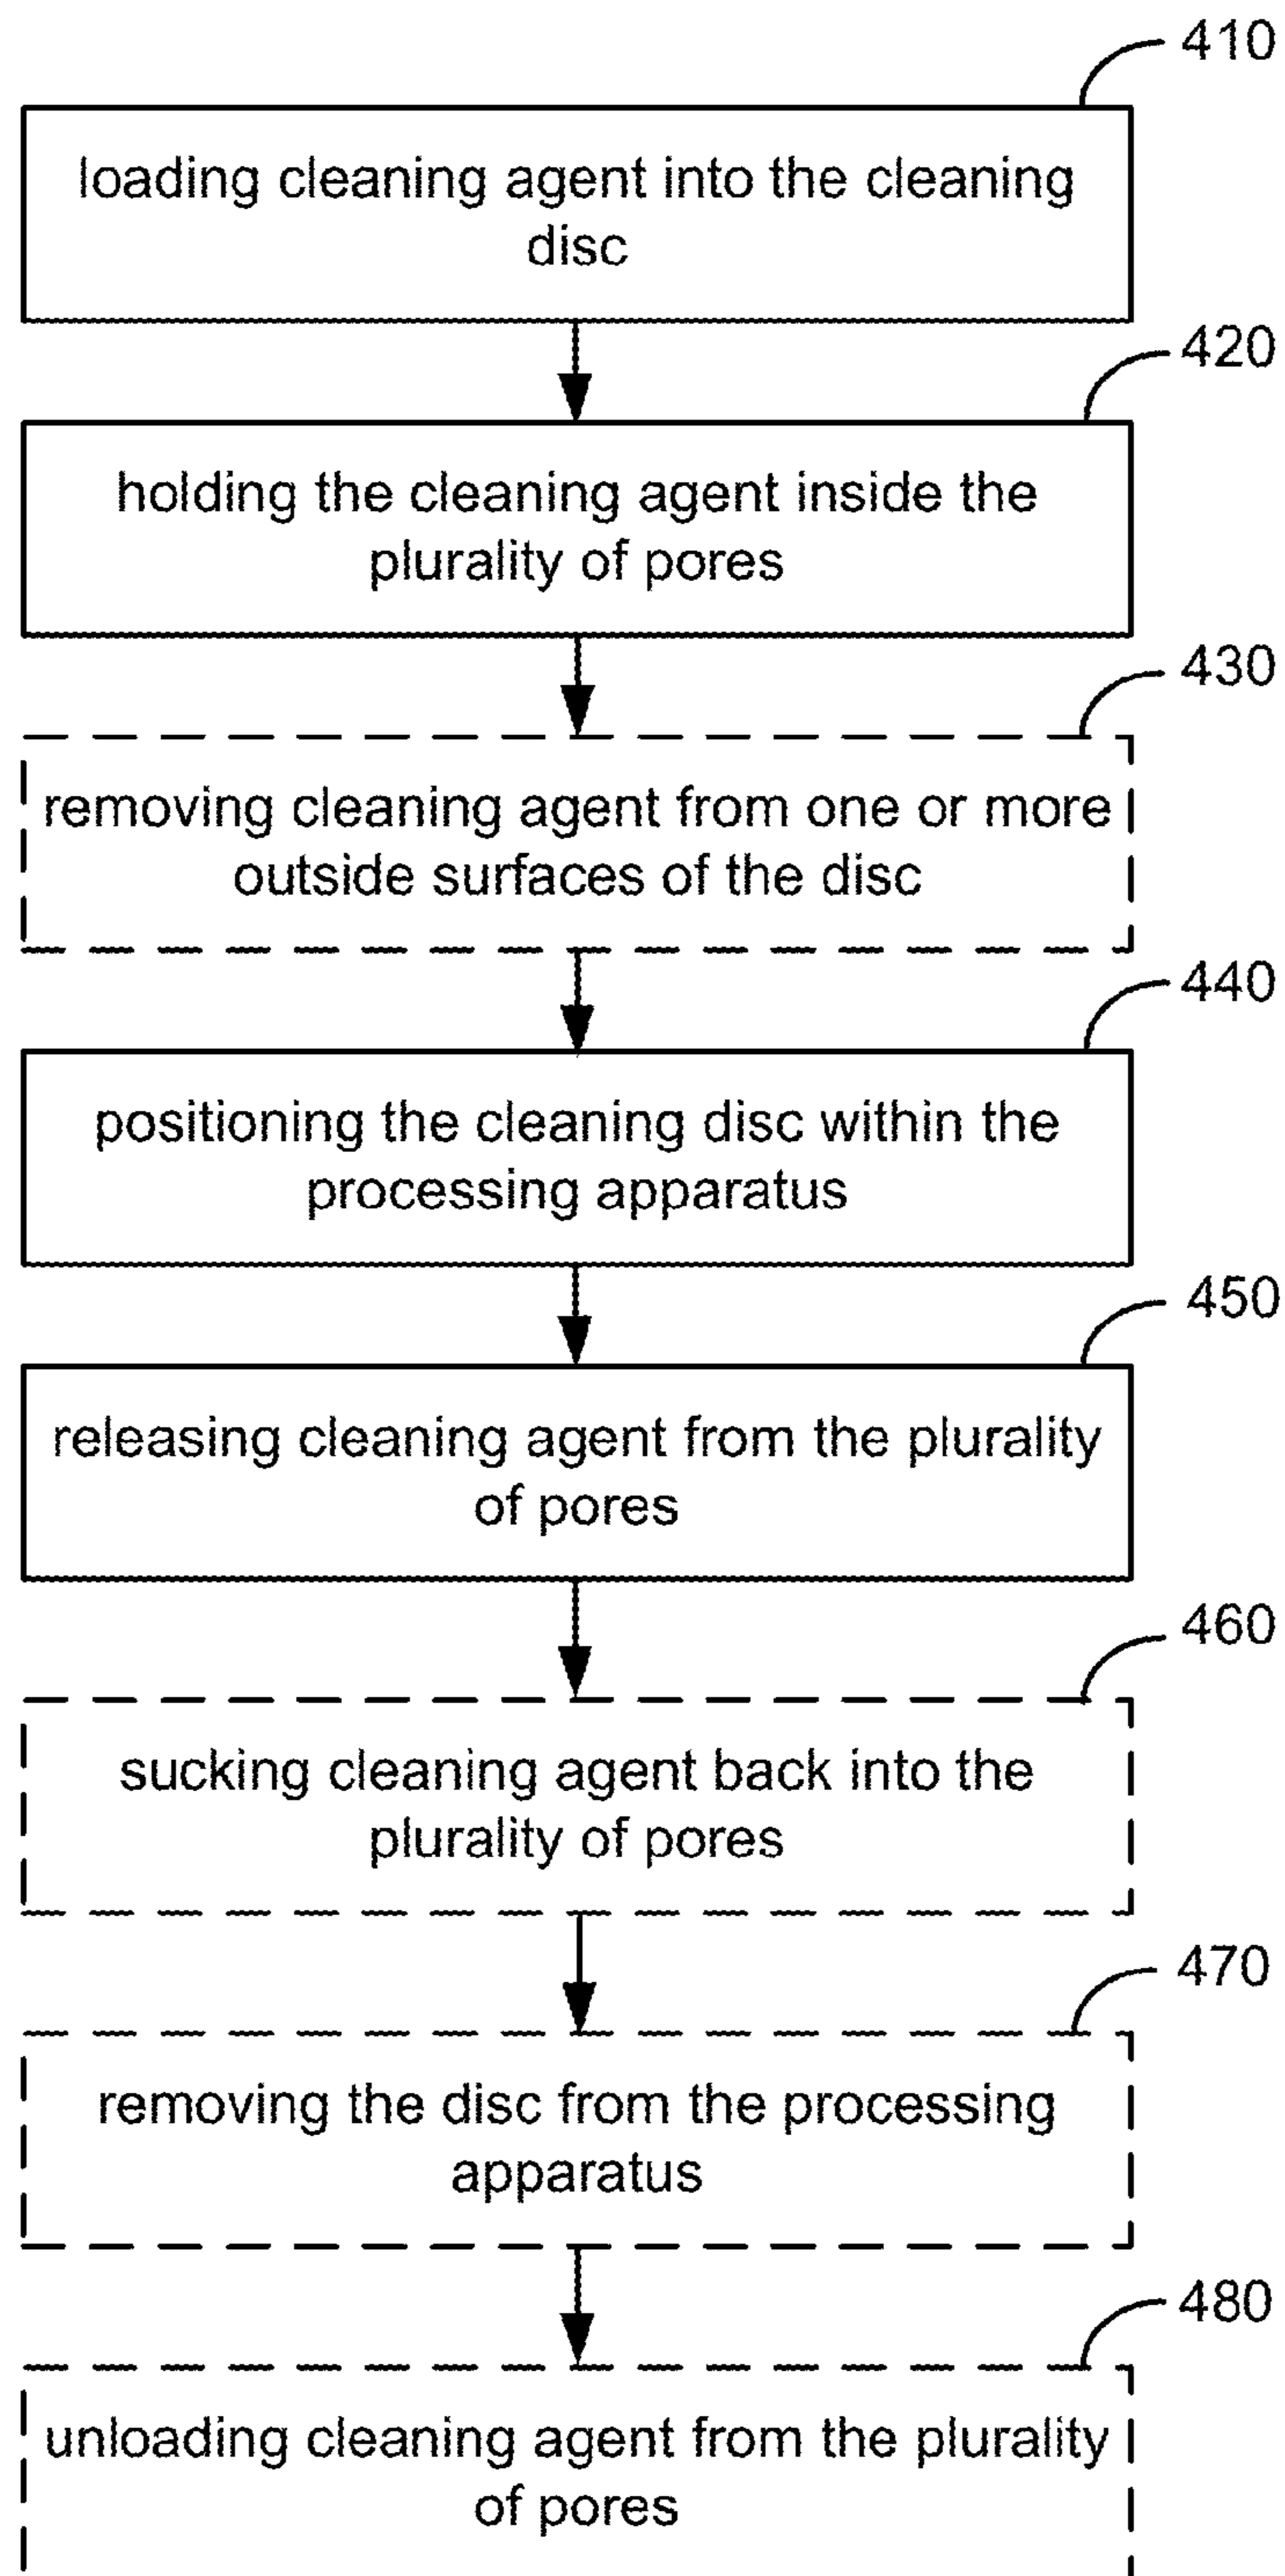 410
loading cleaning agent into the cleaning
disc
420
holding the cleaning agent inside the
plurality of pores
430
removing cleaning agent from one or more
outside surfaces of the disc
440
positioning the cleaning disc within the
processing apparatus
450
releasing cleaning agent from the plurality
of pores
460
sucking cleaning agent back into the
plurality of pores
470
removing the disc from the processing
apparatus
480
unloading cleaning agent from the plurality
of pores